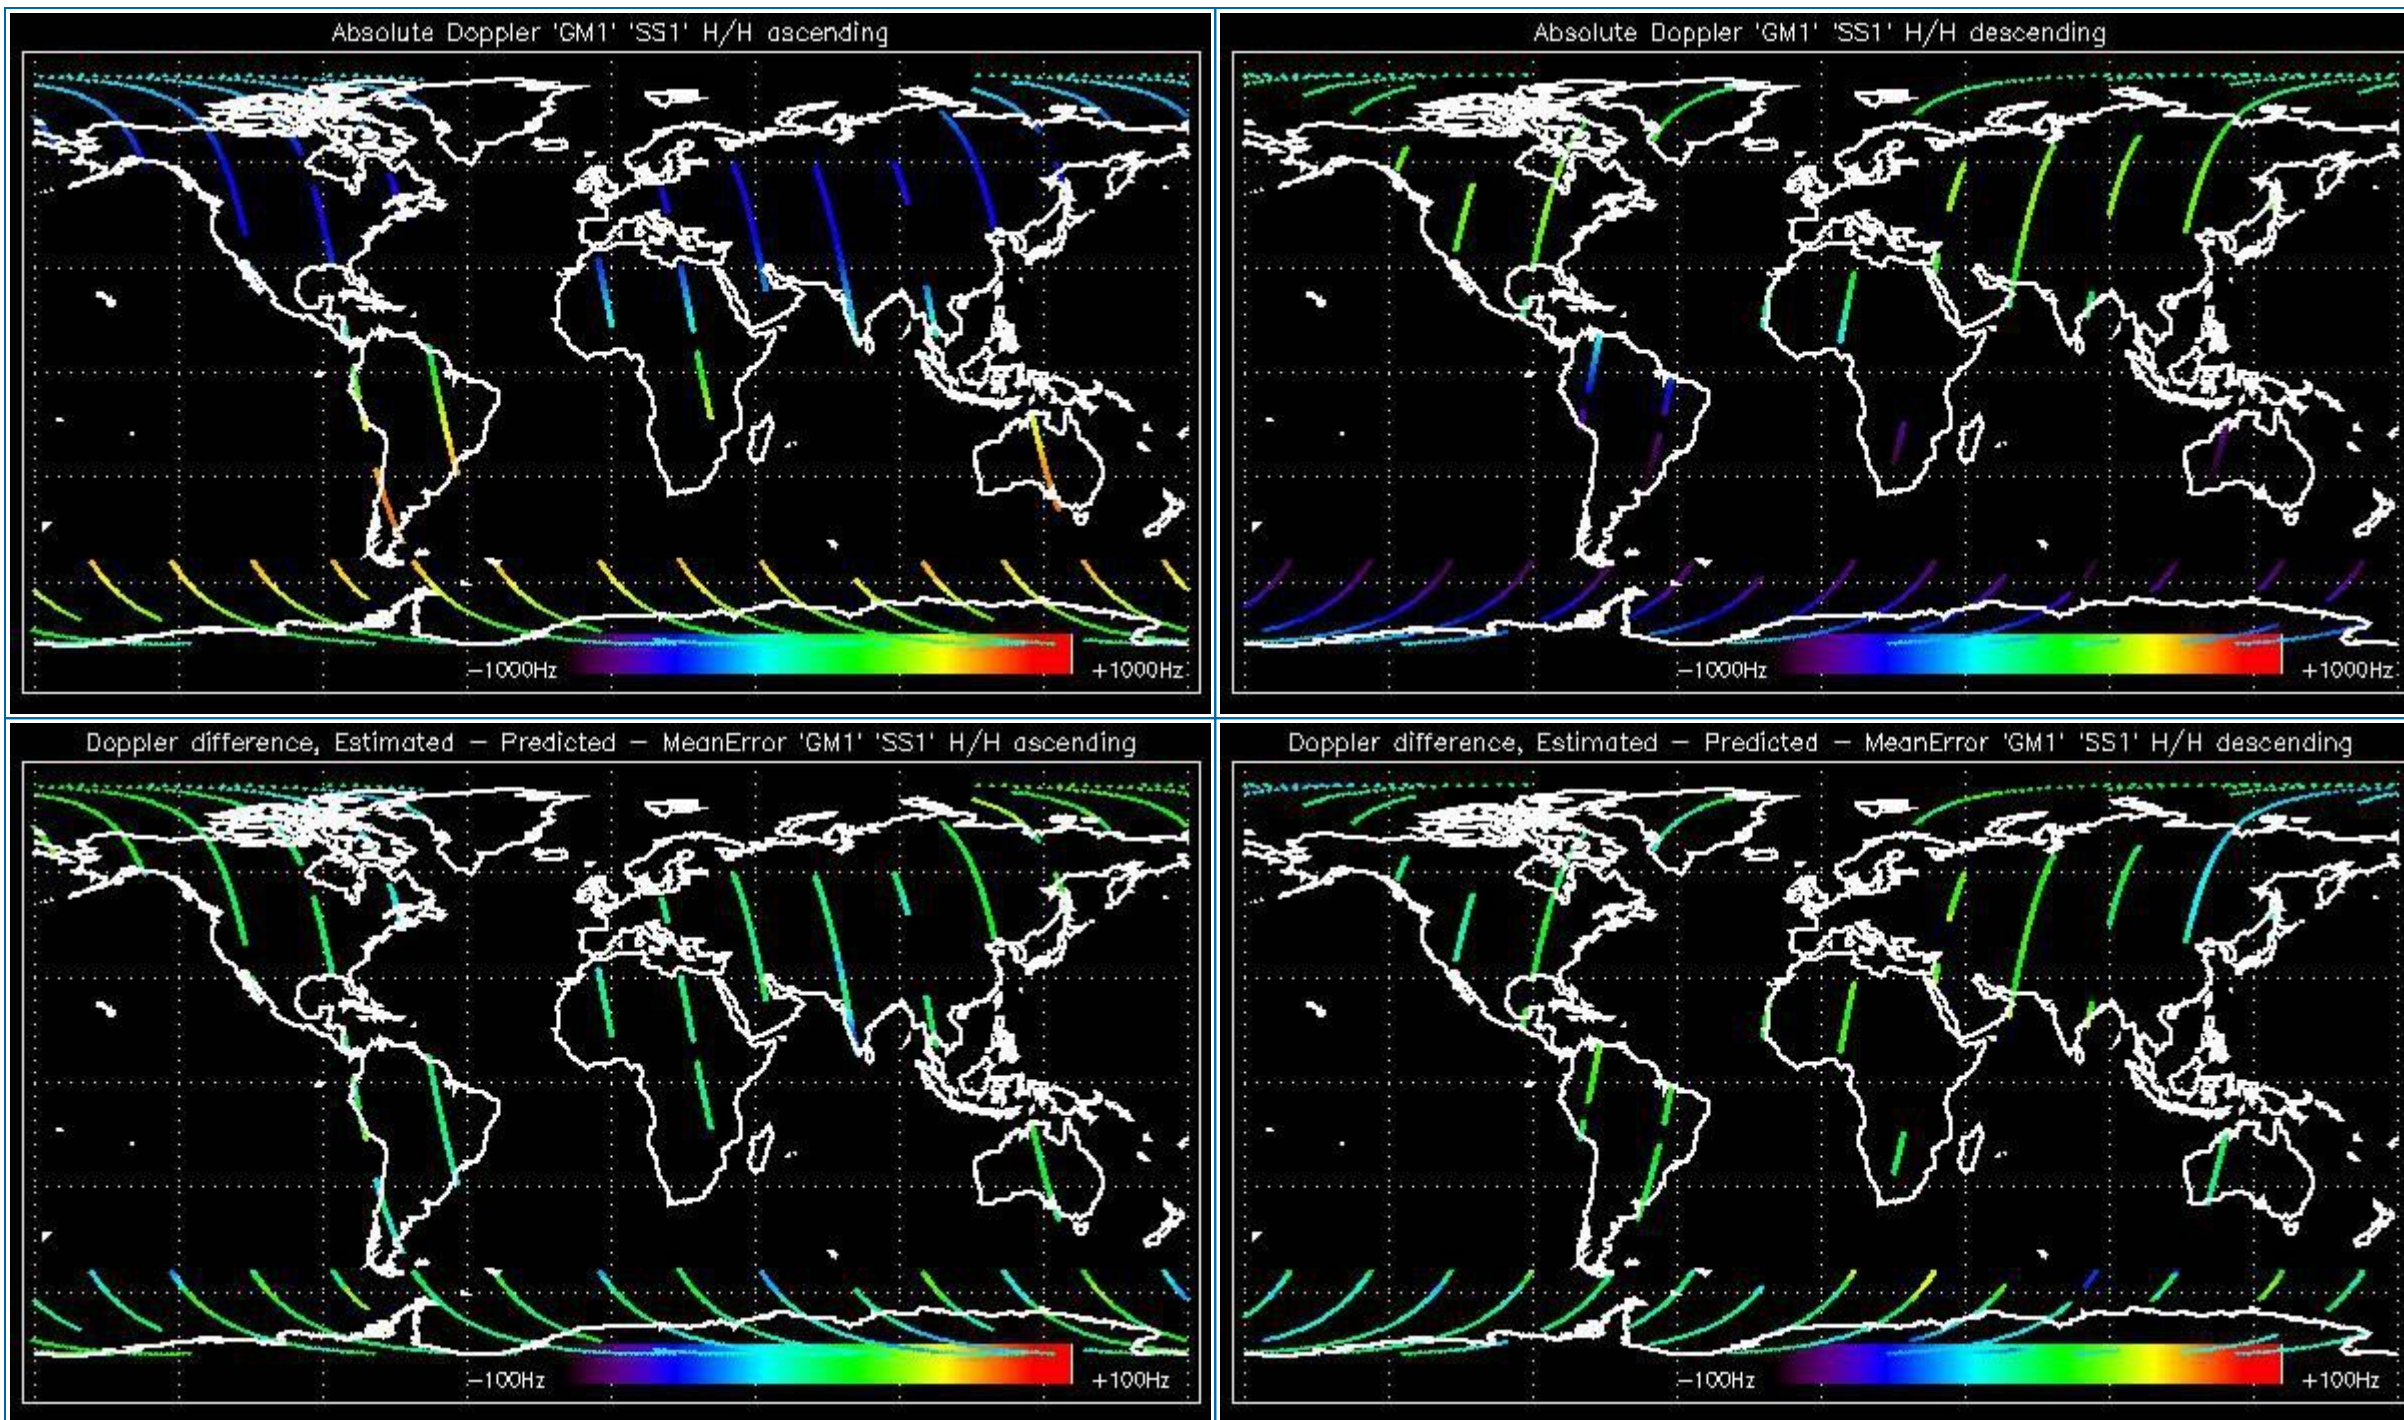 Absolute Doppler 'GM1' 'SS1' H/H ascending
-1000Hz
+1000Hz
Absolute Doppler 'GM1' 'SS1' H/H descending
-1000Hz
+1000Hz
Doppler difference, Estimated - Predicted - MeanError 'GM1' 'SS1' H/H ascending
-100Hz
+100Hz
Doppler difference, Estimated - Predicted - MeanError 'GM1' 'SS1' H/H descending
-100Hz
+100Hz